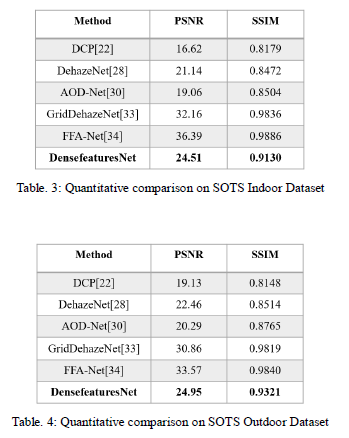 Method PSNR SSIM
DCP[22] 16.62 0.8179
DehazeNet[28] 21.14 0.8472
AOD-Net[30] 19.06 0.8504
GridDehazeNet[33] 32.16 0.9836
FFA-Net[34] 36.39 0.9886
DensefeaturesNet 24.51 0.9130
Table. 3: Quantitative comparison on SOTS Indoor Dataset
Method PSNR SSIM
DCP[22] 19.13 0.8148
DehazeNet[28] 22.46 0.8514
AOD-Net[30] 20.29 0.8765
GridDehazeNet[33] 30.86 0.9819
FFA-Net[34] 33.57 0.9840
DensefeaturesNet 24.95 0.9321
Table. 4: Quantitative comparison on SOTS Outdoor Dataset